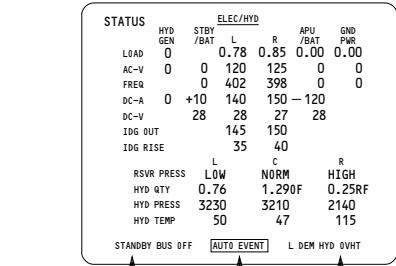 STATUS ELEC/HYD
HYD GEN STBY /BAT L R APU /BAT GND PWR
LOAD 0 0.78 0.85 0.00 0.00
AC-V 0 0 120 125 0 0
FREQ 0 402 398 0 0
DC-A 0 +10 140 150 –120
DC-V 28 28 27 28
IDG OUT 145 150
IDG RISE 35 40
L C R
RSVR PRESS LOW NORM HIGH
HYD QTY 0.76 1.290F 0.25RF
HYD PRESS 3230 3210 2140
HYD TEMP 50 47 115
STANDBY BUS OFF AUTO EVENT L DEM HYD OVHT